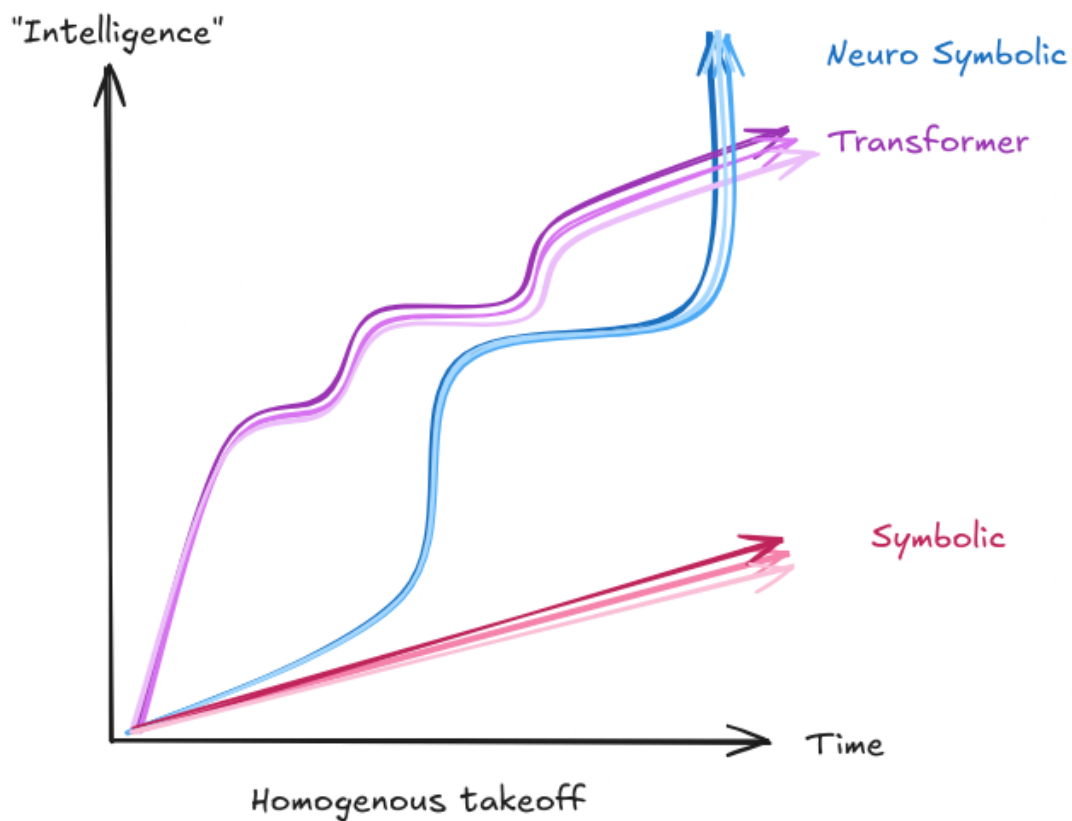 "Intelligence"
Neuro Symbolic
Transformer
Symbolic
Time
Homogenous takeoff